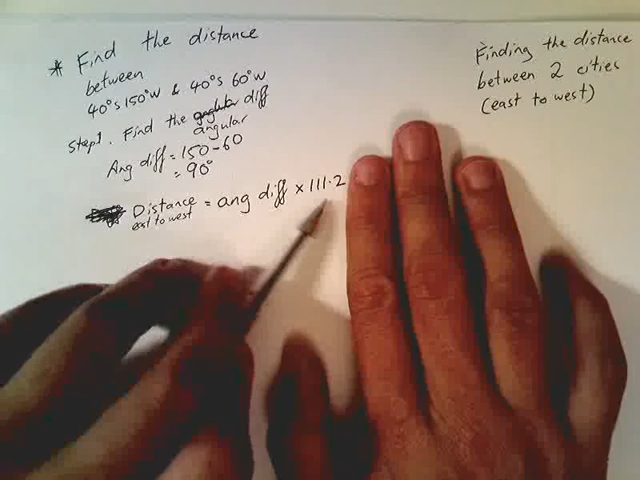 * Find the distance
between
40°s 150°w & 40°s 60°w
Step 1. Find the diff
angular
Ang diff = 150-60
= 90°
Distance = ang diff × 111.2
east to west
Finding the distance
between 2 cities
(east to west)